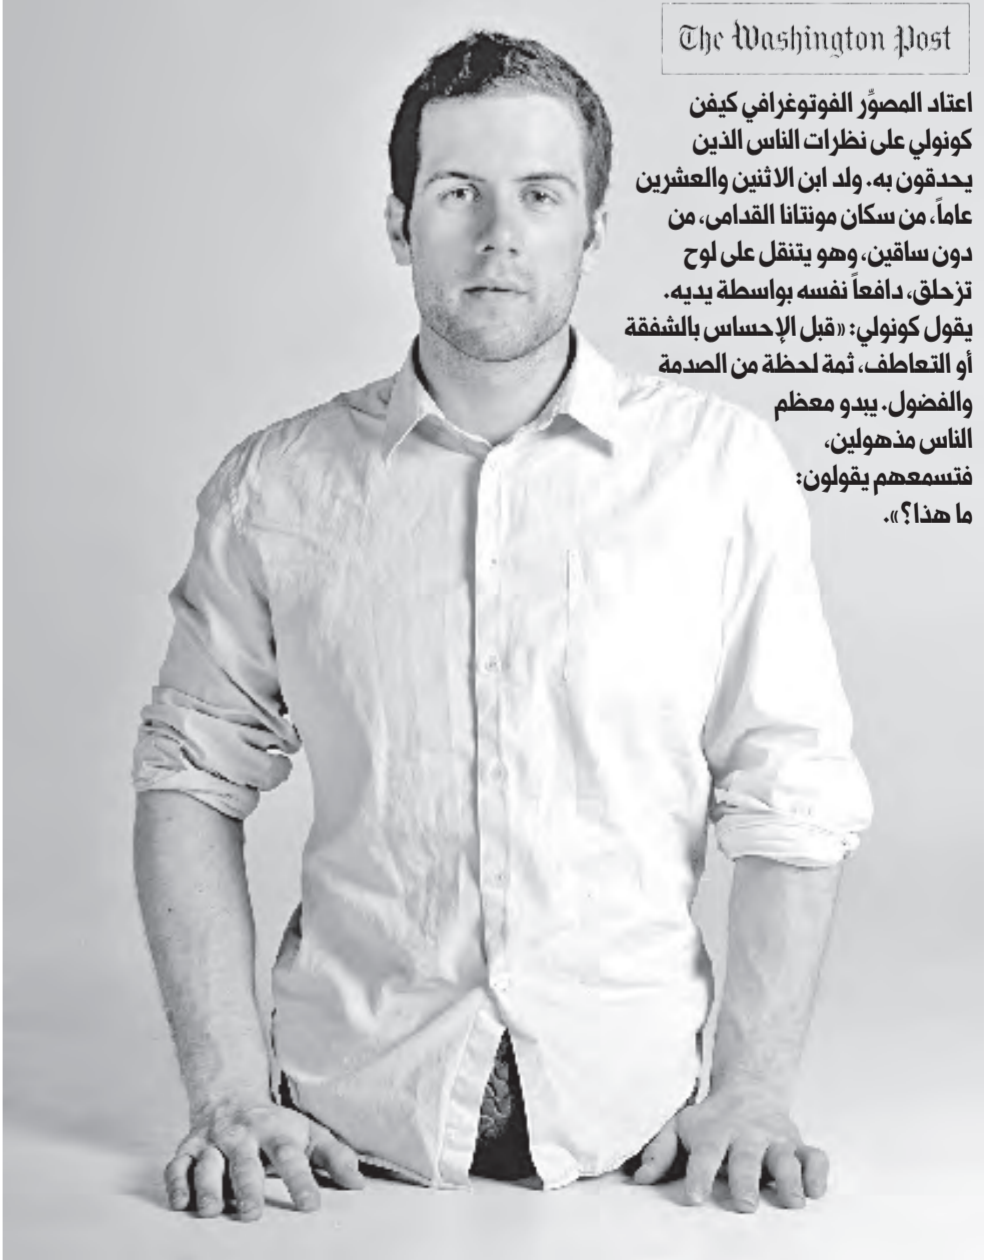 The Washington Post
اعتاد المصوِّر الفوتوغرافي كيفن
كونولي على نظرات الناس الذين
يحدقون به. ولد ابن الاثنين والعشرين
عاماً، من سكان مونتانا القدامى، من
دون ساقين، وهو يتنقل على لوح
تزحلق، دافعاً نفسه بواسطة يديه.
يقول كونولي: «قبل الإحساس بالشفقة
أو التعاطف، ثمة لحظة من الصدمة
والفضول. يبدو معظم
الناس مذهولين،
فتسمعهم يقولون:
ما هذا؟».